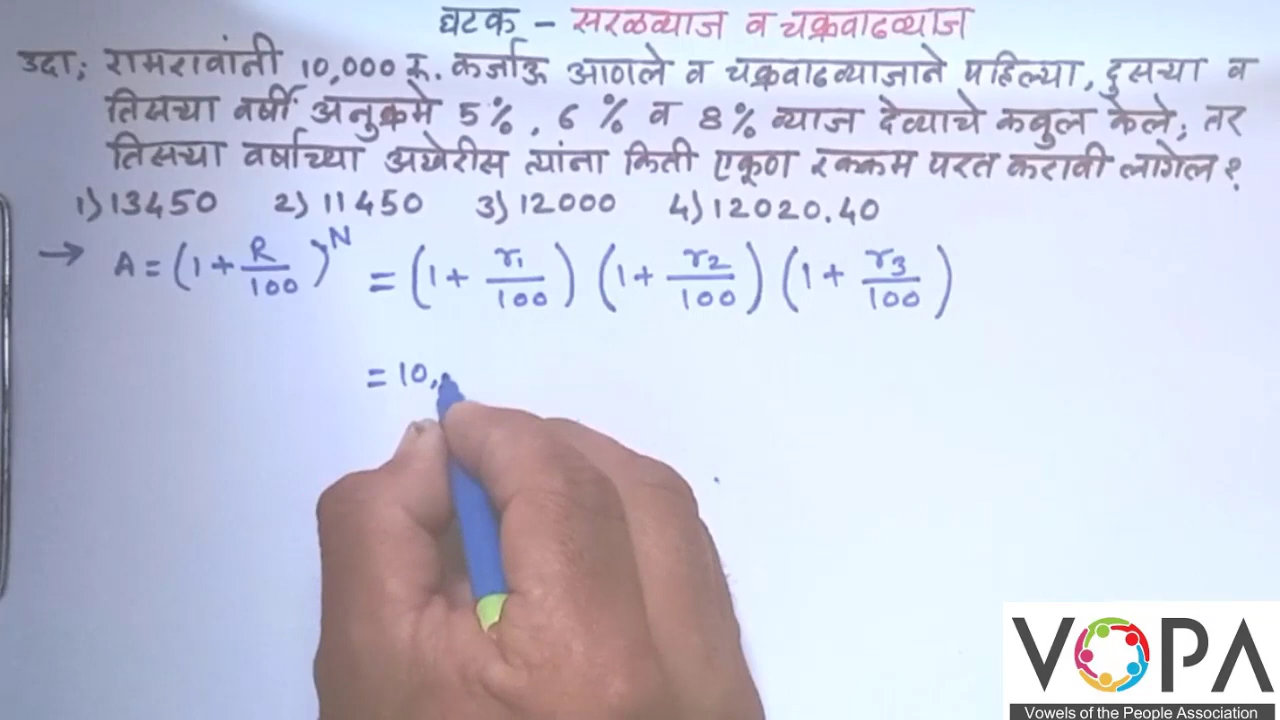 घटक - सरळव्याज व चक्रवाढव्याज
उदा; रामरावांनी 10,000 रु. कर्जाऊ आणले व चक्रवाढव्याजाने पहिल्या, दुसऱ्या व
तिसऱ्या वर्षी अनुक्रमे 5%, 6% व 8% व्याज देण्याचे कबुल केले; तर
तिसऱ्या वर्षाच्या अखेरीस त्यांना किती एकूण रक्कम परत करावी लागेल?
1) 13450 2) 11450 3) 12000 4) 12020.40
→ A = (1 + R/100)^N = (1 + r1/100) (1 + r2/100) (1 + r3/100)
= 10,
VOPA
Vowels of the People Association